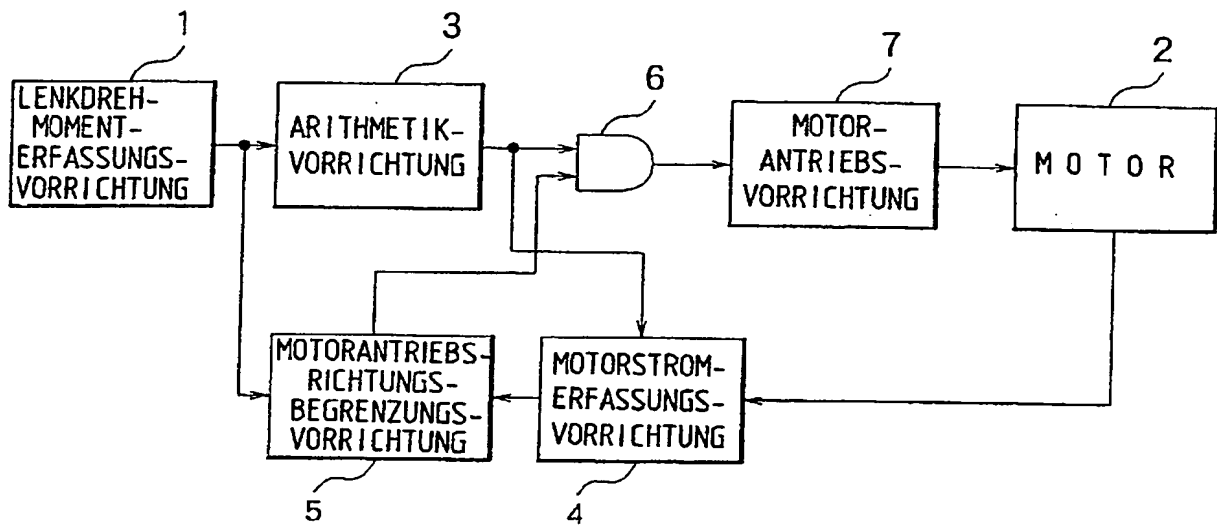 1
LENKDREH-
MOMENT-
ERFASSUNGS-
VORRICHTUNG
3
ARITHMETIK-
VORRICHTUNG
6
7
MOTOR-
ANTRIEBS-
VORRICHTUNG
2
MOTOR
MOTORANTRIEBS-
RICHTUNGS-
BEGRENZUNGS-
VORRICHTUNG
5
MOTORSTROM-
ERFASSUNGS-
VORRICHTUNG
4